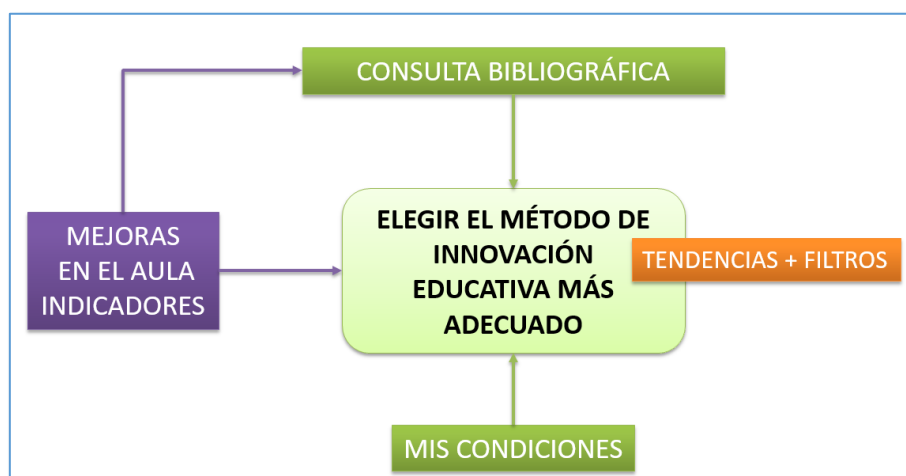 CONSULTA BIBLIOGRÁFICA
MEJORAS
EN EL AULA
INDICADORES
ELEGIR EL MÉTODO DE
INNOVACIÓN
EDUCATIVA MÁS
ADECUADO
TENDENCIAS + FILTROS
MIS CONDICIONES